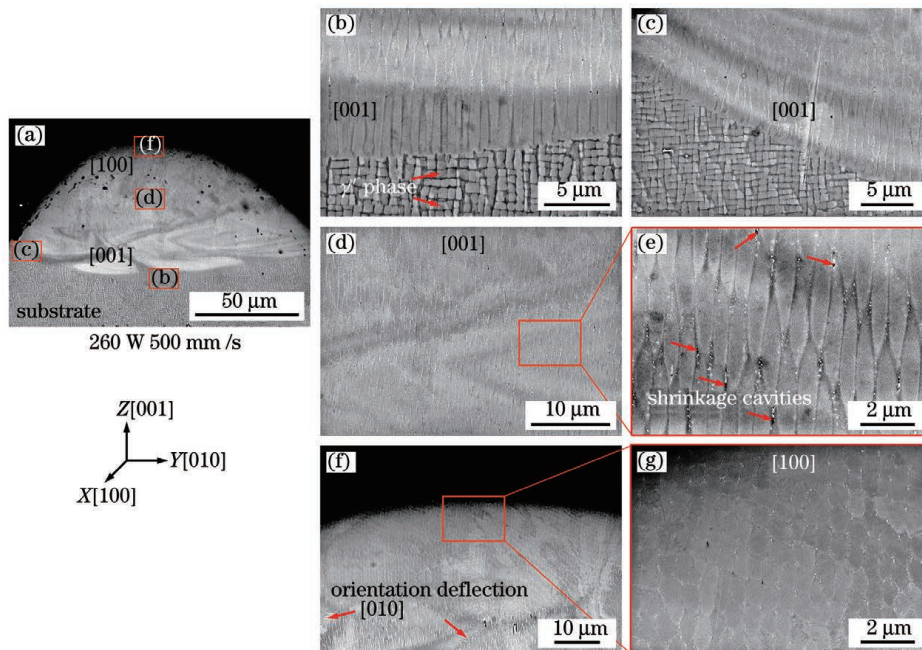 (a)
(f)
[100]
(d)
(c)
[001]
(b)
substrate
50 μm
260 W 500 mm /s
Z[001]
Y[010]
X[100]
(b)
[001]
γ′ phase
5 μm
(c)
[001]
5 μm
(d)
[001]
10 μm
(e)
shrinkage cavities
2 μm
(f)
orientation deflection
[010]
10 μm
(g)
[100]
2 μm